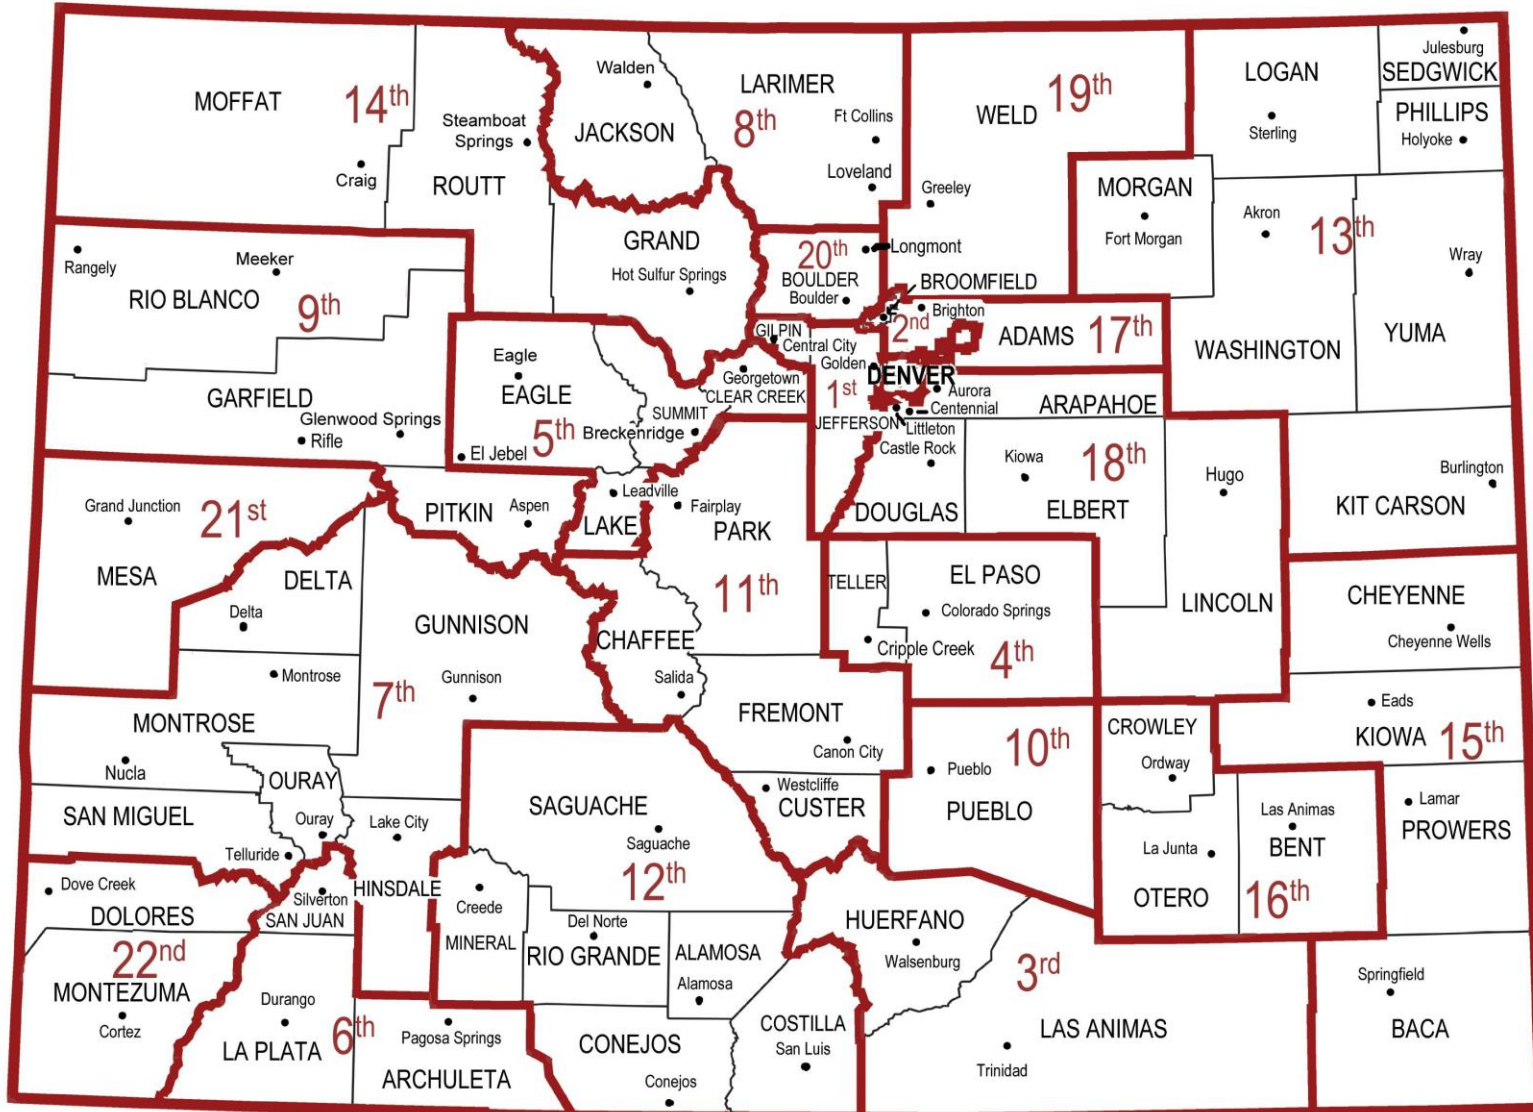 MOFFAT
14th
Craig
Steamboat
Springs
ROUTT
Walden
JACKSON
LARIMER
8th
Ft Collins
Loveland
WELD
19th
Greeley
LOGAN
Sterling
Julesburg
SEDGWICK
PHILLIPS
Holyoke
MORGAN
Fort Morgan
Akron
13th
WASHINGTON
Wray
YUMA
Rangely
Meeker
RIO BLANCO
9th
GRAND
Hot Sulfur Springs
20th
Longmont
BOULDER
Boulder
BROOMFIELD
2nd
Brighton
ADAMS
17th
GILPIN
Central City
Golden
DENVER
Georgetown
CLEAR CREEK
1st
JEFFERSON
Aurora
Centennial
Littleton
ARAPAHOE
Castle Rock
DOUGLAS
Kiowa
18th
ELBERT
Hugo
LINCOLN
Burlington
KIT CARSON
GARFIELD
Glenwood Springs
Rifle
Eagle
EAGLE
5th
El Jebel
SUMMIT
Breckenridge
Leadville
LAKE
Fairplay
PARK
11th
PITKIN
Aspen
Grand Junction
21st
MESA
DELTA
Delta
GUNNISON
Gunnison
7th
Montrose
MONTROSE
Nucla
CHAFFEE
Salida
TELLER
Cripple Creek
EL PASO
Colorado Springs
4th
CHEYENNE
Cheyenne Wells
Eads
KIOWA
15th
FREMONT
Canon City
Westcliffe
CUSTER
10th
Pueblo
PUEBLO
CROWLEY
Ordway
Las Animas
BENT
La Junta
OTERO
16th
Lamar
PROWERS
OURAY
Ouray
SAN MIGUEL
Telluride
Lake City
HINSDALE
SAGUACHE
Saguache
12th
Dove Creek
DOLORES
Silverton
SAN JUAN
22nd
MONTEZUMA
Cortez
Durango
LA PLATA
6th
Pagosa Springs
ARCHULETA
Creede
MINERAL
Del Norte
RIO GRANDE
ALAMOSA
Alamosa
CONEJOS
Conejos
COSTILLA
San Luis
HUERFANO
Walsenburg
3rd
LAS ANIMAS
Trinidad
Springfield
BACA